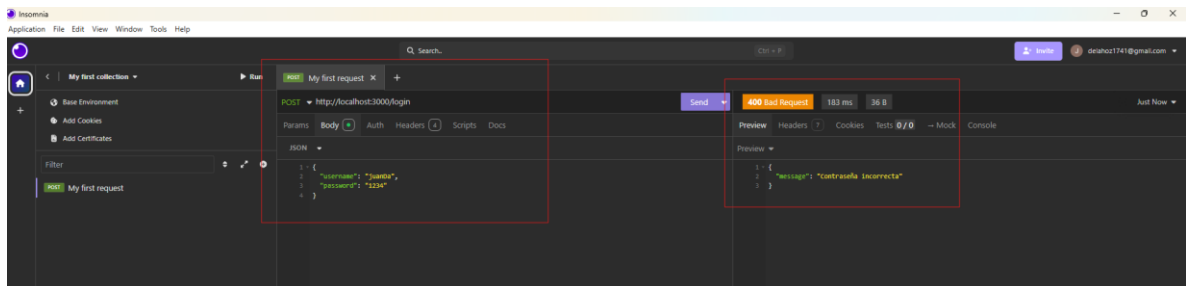 Insomnia
Application File Edit View Window Tools Help
Search.. Ctrl + P Invite J delahoz1741@gmail.com
My first collection Run POST My first request × +
Base Environment POST http://localhost:3000/login Send 400 Bad Request 183 ms 36 B Just Now
Add Cookies
Params Body Auth Headers 4 Scripts Docs Preview Headers 7 Cookies Tests 0 / 0 → Mock Console
Add Certificates
JSON Preview
Filter
1 { 1 {
2 "username": "juanDa", 2 "message": "Contraseña incorrecta"
3 "password": "1234" 3 }
4 }
POST My first request